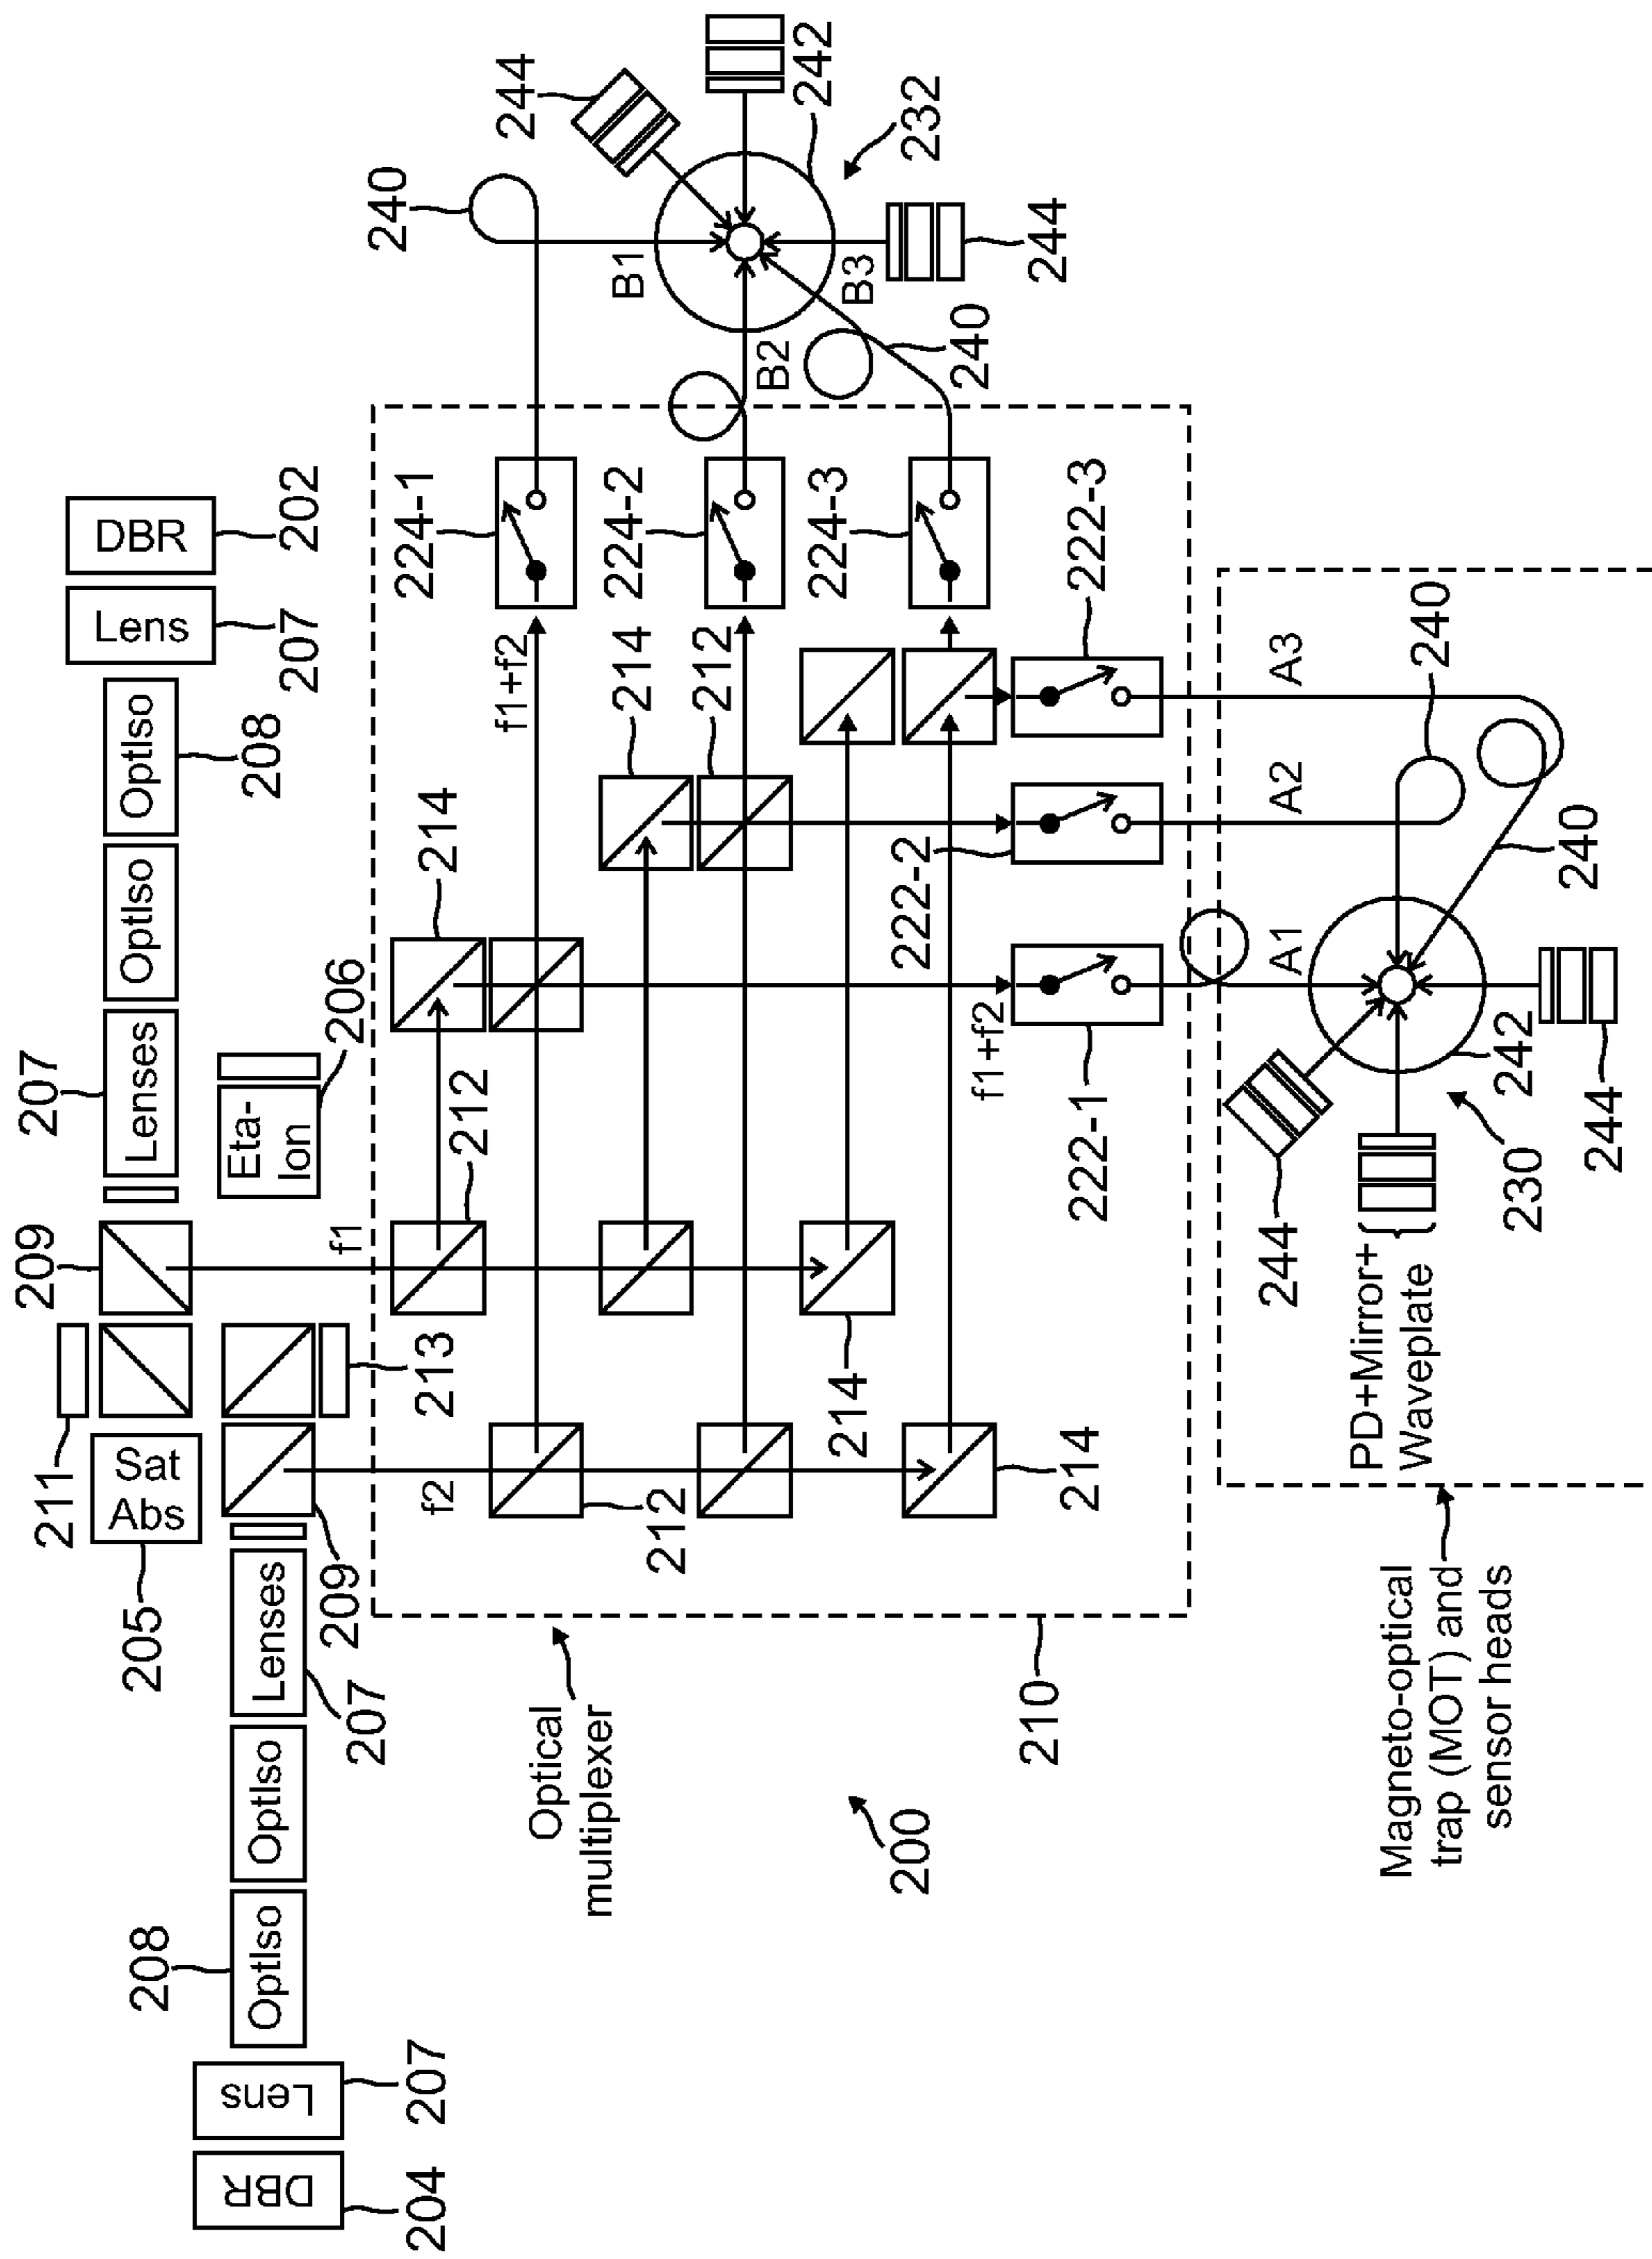 DBR
202
Lens
207
OptIso
208
OptIso
Lenses
207
Eta-
lon
206
209
f1
211
Sat
Abs
205
213
209
f2
Lenses
207
OptIso
OptIso
208
Lens
207
DBR
204
Optical
multiplexer
200
210
212
214
212
214
212
214
212
214
214
f1+f2
f1+f2
224-1
224-2
224-3
222-1
222-2
222-3
240
244
242
242
232
244
240
B1
B2
B3
A1
A2
A3
240
240
242
244
230
244
PD+Mirror+
Waveplate
Magneto-optical
trap (MOT) and
sensor heads